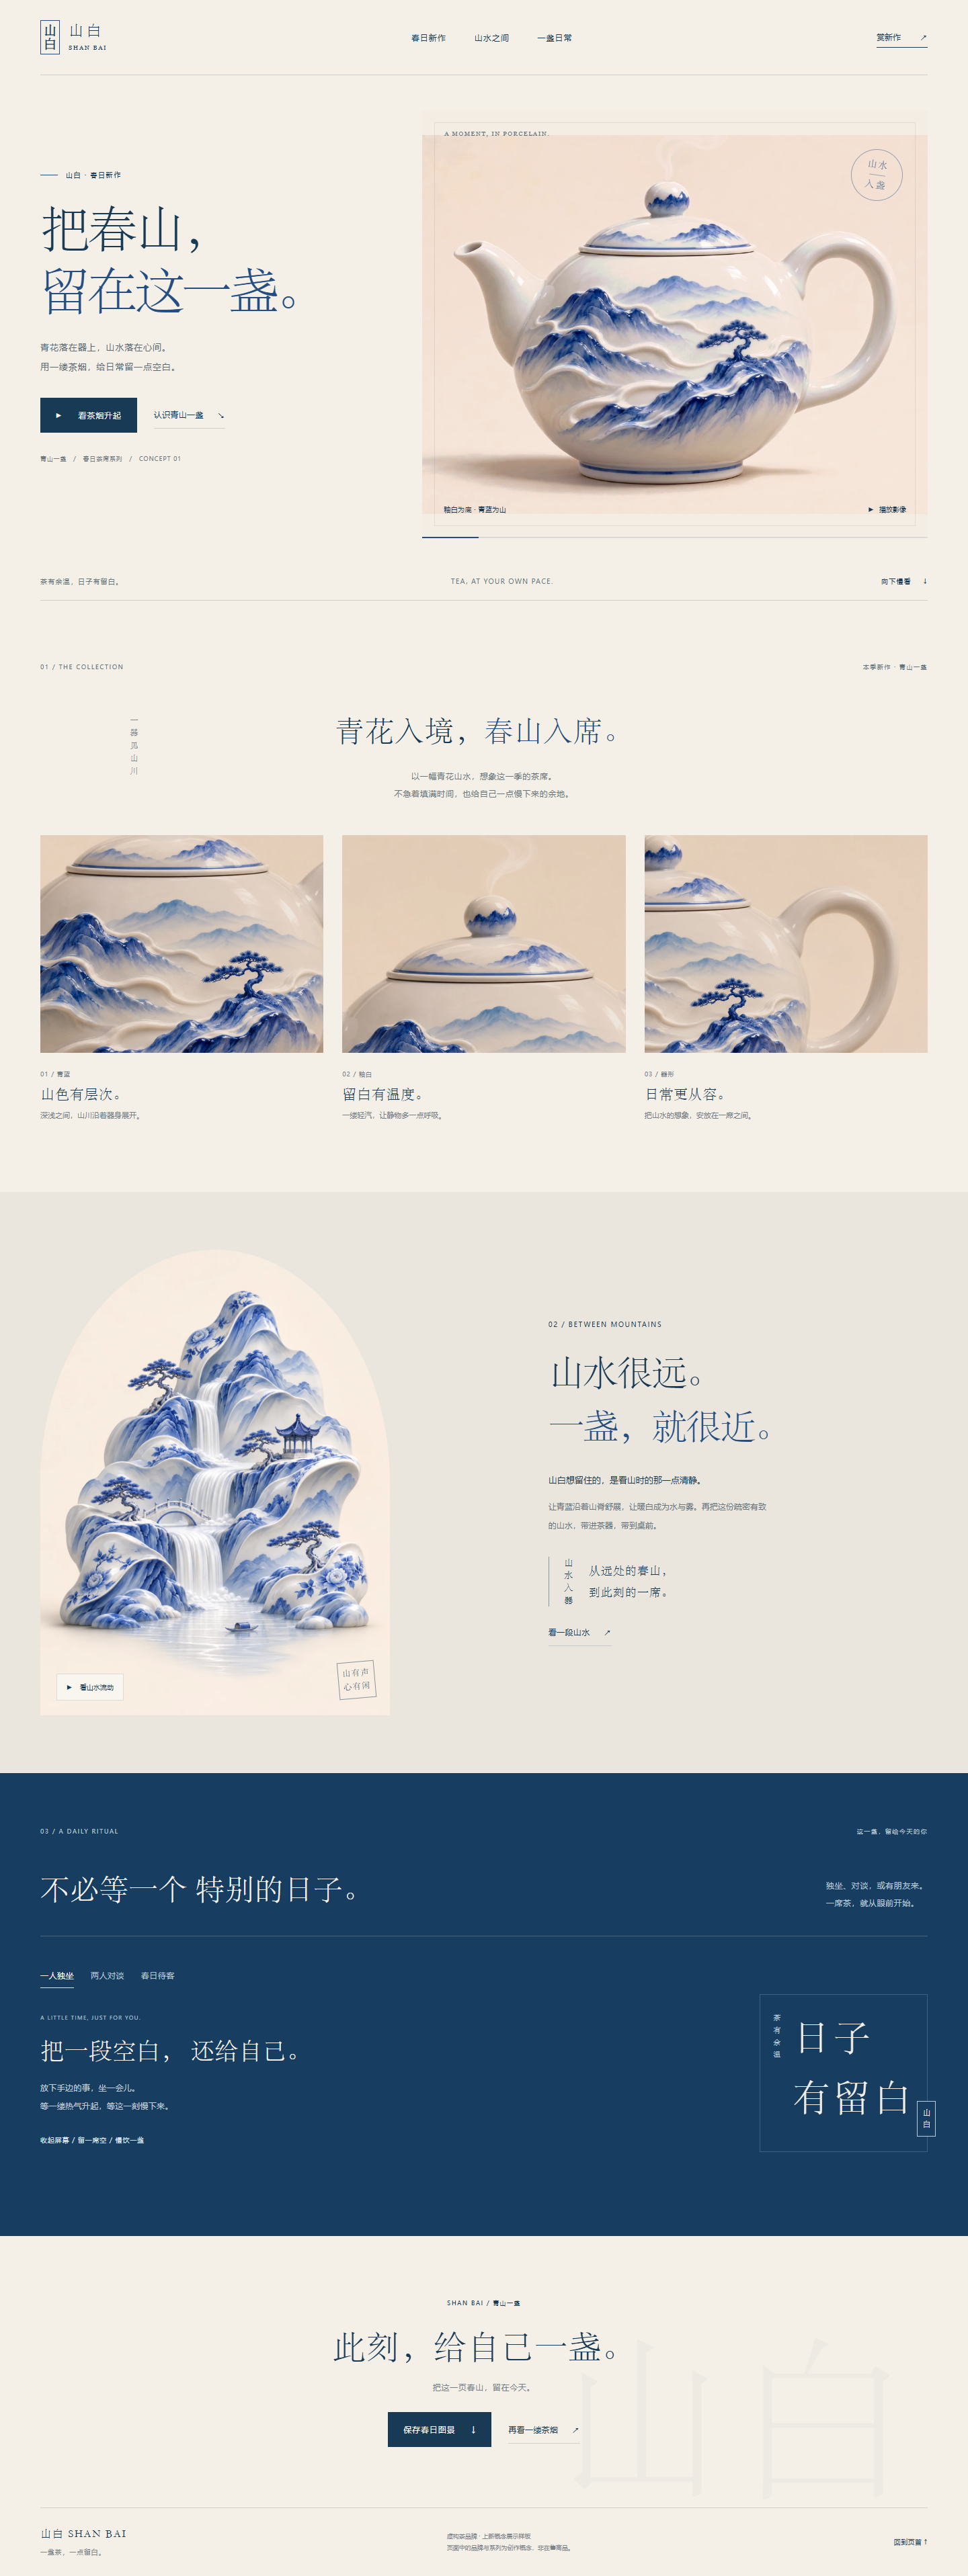 山白
山白
SHAN BAI
春日新作
山水之间
一盏日常
赏新作 ↗
山白 · 春日新作
把春山，
留在这一盏。
青花落在器上，山水落在心间。
用一缕茶烟，给日常留一点空白。
▶ 看茶烟升起
认识青山一盏 ↘
青山一盏 / 春日茶席系列 / CONCEPT 01
A MOMENT, IN PORCELAIN.
山水
入盏
釉白为底 · 青蓝为山
▶ 播放影像
茶有余温，日子有留白。
TEA, AT YOUR OWN PACE.
向下慢看 ↓
01 / THE COLLECTION
本季新作 · 青山一盏
一器见山川
青花入境，春山入席。
以一幅青花山水，想象这一季的茶席。
不急着填满时间，也给自己一点慢下来的余地。
01 / 青蓝
山色有层次。
深浅之间，山川沿着器身展开。
02 / 釉白
留白有温度。
一缕轻汽，让静物多一点呼吸。
03 / 器形
日常更从容。
把山水的想象，安放在一席之间。
02 / BETWEEN MOUNTAINS
山水很远。
一盏，就很近。
山白想留住的，是看山时的那一点清静。
让青蓝沿着山脊舒展，让暖白成为水与雾。再把这份疏密有致
的山水，带进茶器，带到桌前。
山水入器
从远处的春山，
到此刻的一席。
看一段山水 ↗
▶ 看山水流动
山有声
心有闲
03 / A DAILY RITUAL
这一盏，留给今天的你
不必等一个 特别的日子。
独坐、对谈，或有朋友来。
一席茶，就从眼前开始。
一人独坐
两人对谈
春日待客
A LITTLE TIME, JUST FOR YOU.
把一段空白， 还给自己。
放下手边的事，坐一会儿。
等一缕热气升起，等这一刻慢下来。
收起屏幕 / 留一席空 / 慢饮一盏
茶有余温
日子
有留白
山白
SHAN BAI / 青山一盏
此刻，给自己一盏。
把这一页春山，留在今天。
保存春日图景 ↓
再看一缕茶烟 ↗
山白
山白 SHAN BAI
一盏茶，一点留白。
虚构茶品牌 · 上新概念展示样板
页面中的品牌与系列为创作概念，非在售商品。
回到页首 ↑